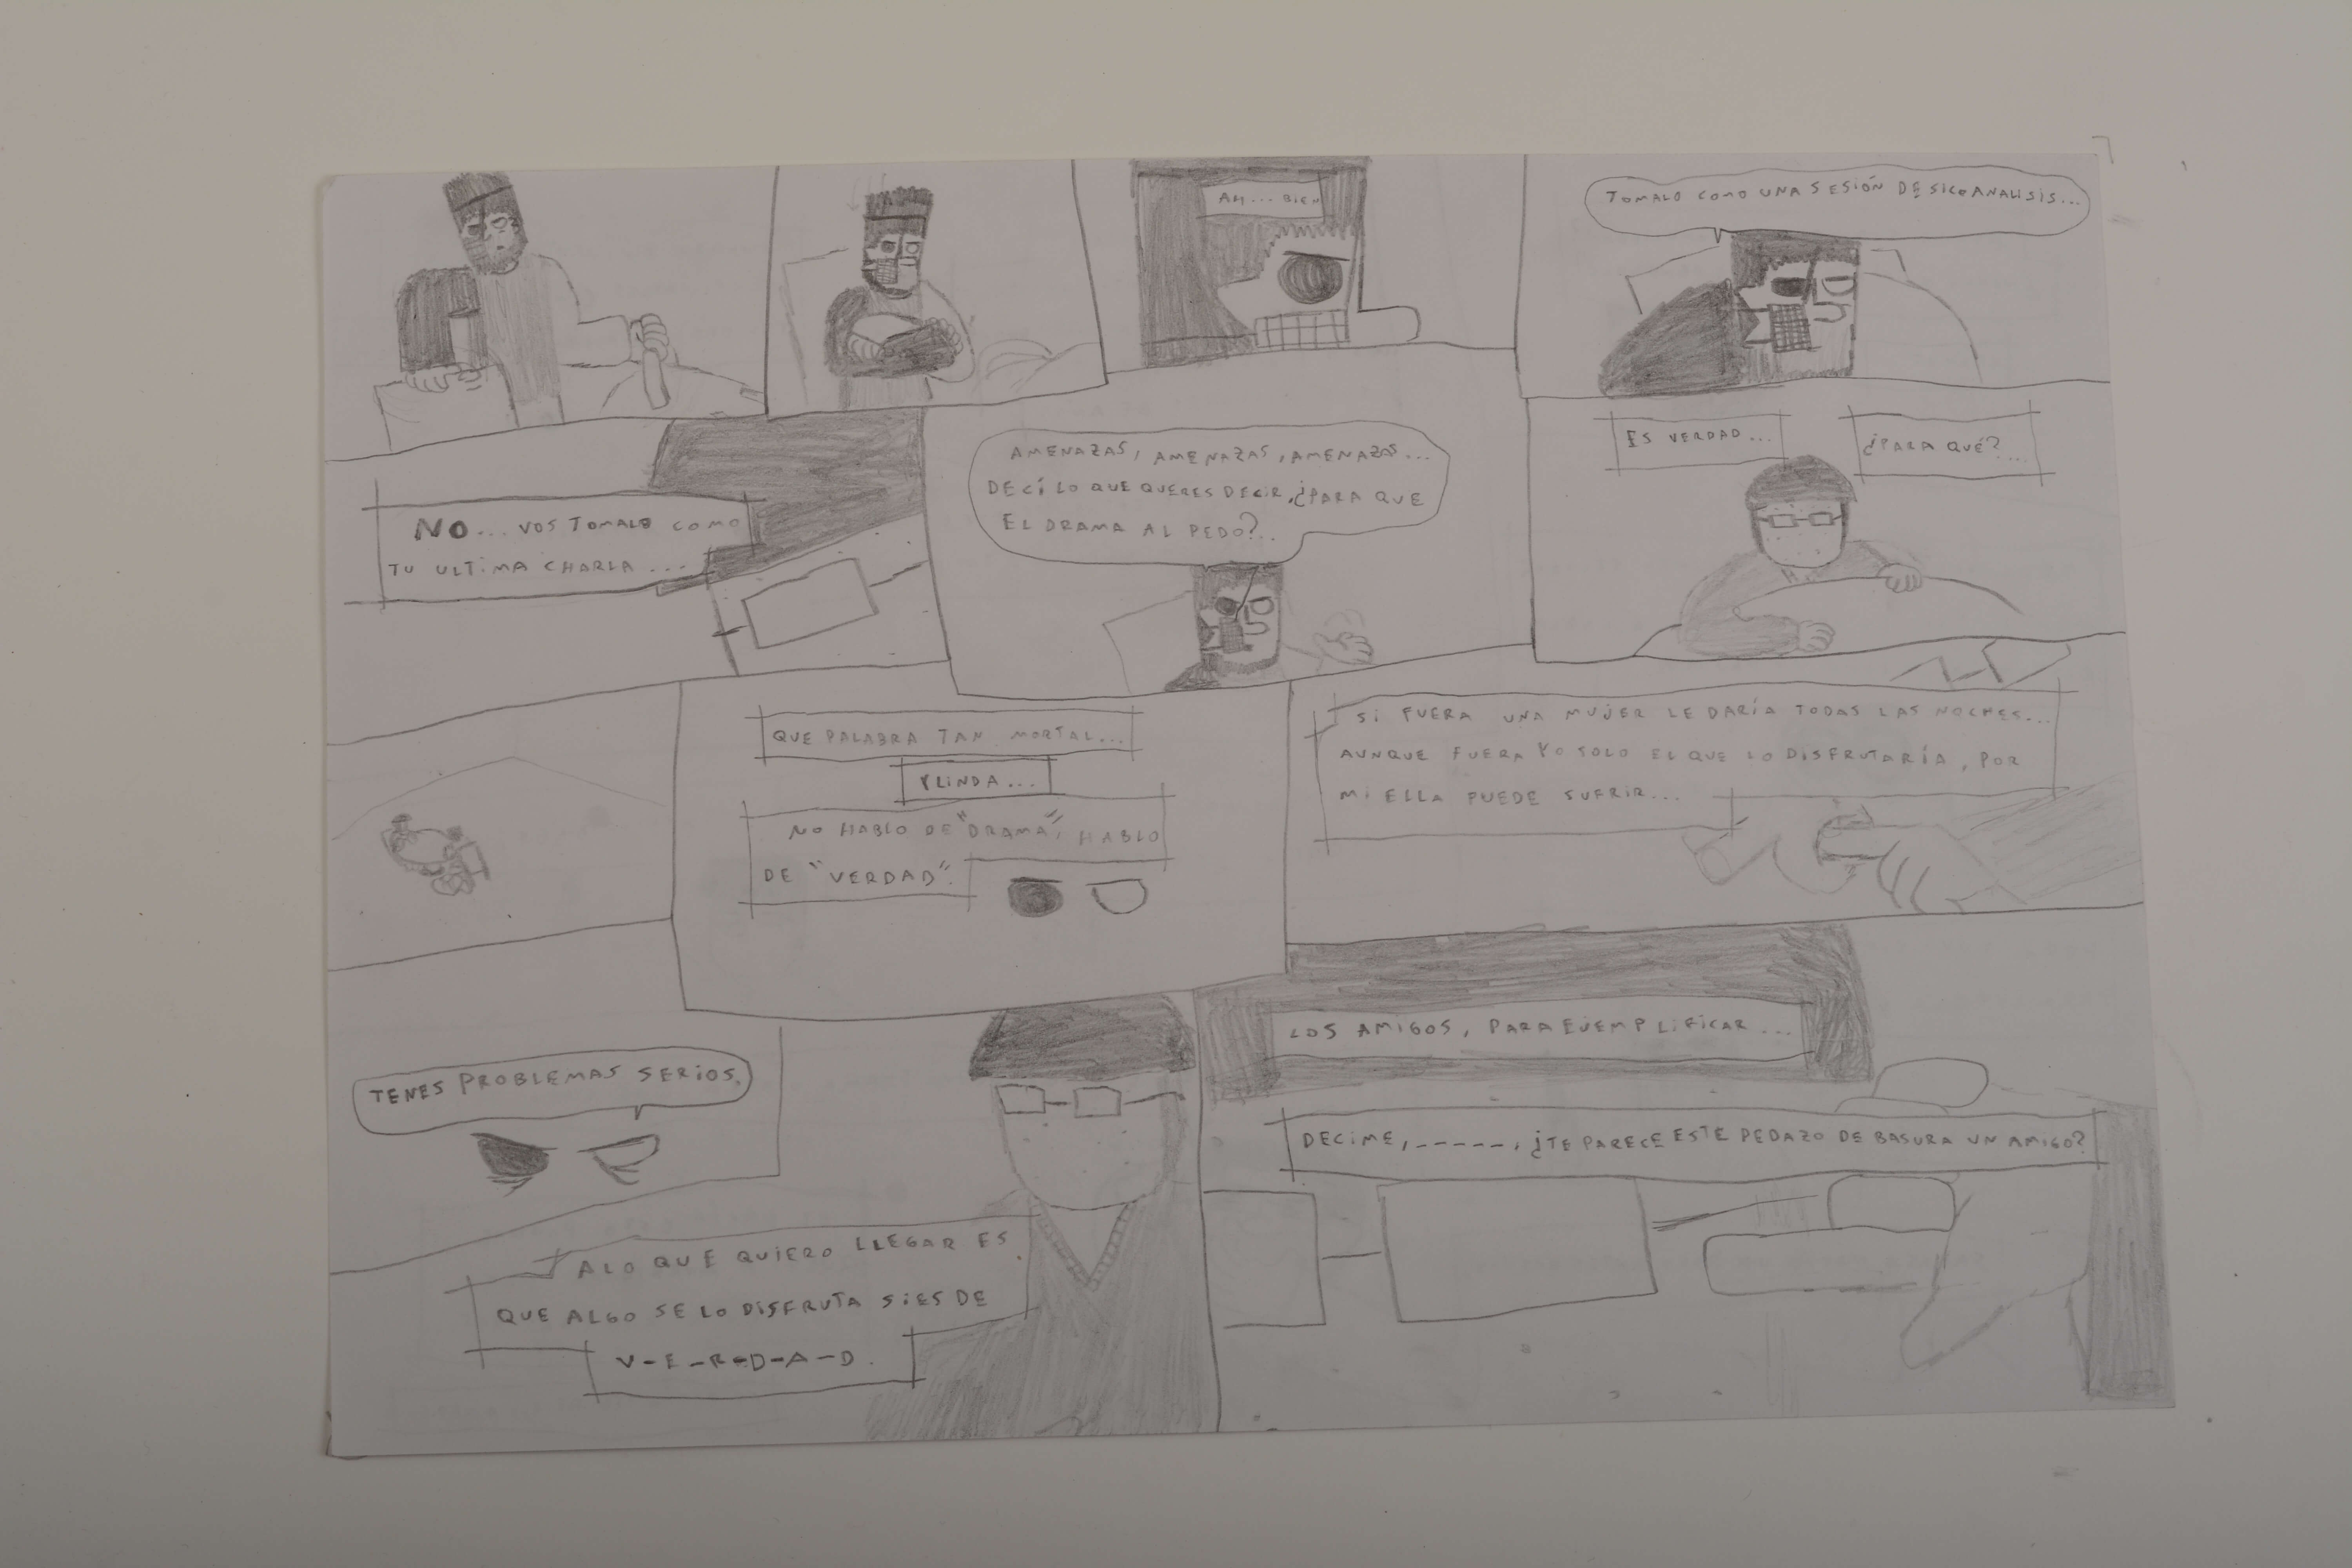 AH... BIEN
TOMALO COMO UNA SESIÓN DE SICOANALISIS...
NO... VOS TOMALO COMO
TU ULTIMA CHARLA...
AMENAZAS, AMENAZAS, AMENAZAS...
DECÍ LO QUE QUERES DECIR, ¿PARA QUE
EL DRAMA AL PEDO?..
ES VERDAD...
¿PARA QUÉ?...
QUE PALABRA TAN MORTAL...
Y LINDA...
NO HABLO DE "DRAMA", HABLO
DE "VERDAD".
SI FUERA UNA MUJER LE DARÍA TODAS LAS NOCHES...
AUNQUE FUERA YO SOLO EL QUE LO DISFRUTARÍA, POR
MI ELLA PUEDE SUFRIR...
TENES PROBLEMAS SERIOS.
A LO QUE QUIERO LLEGAR ES
QUE ALGO SE LO DISFRUTA SI ES DE
V-E-R-D-A-D.
LOS AMIGOS, PARA EJEMPLIFICAR...
DECIME, -----, ¿TE PARECE ESTE PEDAZO DE BASURA UN AMIGO?